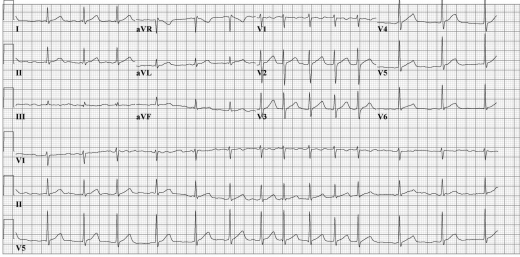 I aVR V1 V4
II aVL V2 V5
III aVF V3 V6
V1
II
V5